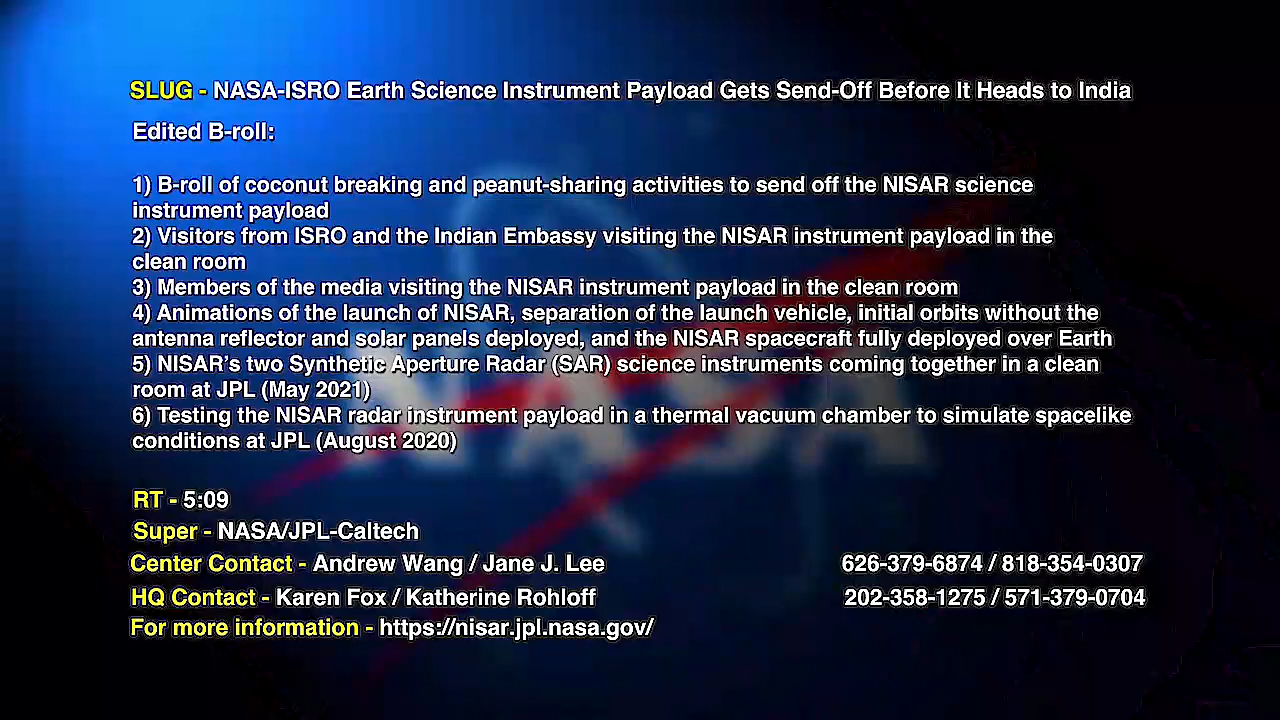 SLUG - NASA-ISRO Earth Science Instrument Payload Gets Send-Off Before It Heads to India
Edited B-roll:
1) B-roll of coconut breaking and peanut-sharing activities to send off the NISAR science
instrument payload
2) Visitors from ISRO and the Indian Embassy visiting the NISAR instrument payload in the
clean room
3) Members of the media visiting the NISAR instrument payload in the clean room
4) Animations of the launch of NISAR, separation of the launch vehicle, initial orbits without the
antenna reflector and solar panels deployed, and the NISAR spacecraft fully deployed over Earth
5) NISAR's two Synthetic Aperture Radar (SAR) science instruments coming together in a clean
room at JPL (May 2021)
6) Testing the NISAR radar instrument payload in a thermal vacuum chamber to simulate spacelike
conditions at JPL (August 2020)
NASA
RT - 5:09
Super - NASA/JPL-Caltech
Center Contact - Andrew Wang / Jane J. Lee 626-379-6874 / 818-354-0307
HQ Contact - Karen Fox / Katherine Rohloff 202-358-1275 / 571-379-0704
For more information - https://nisar.jpl.nasa.gov/